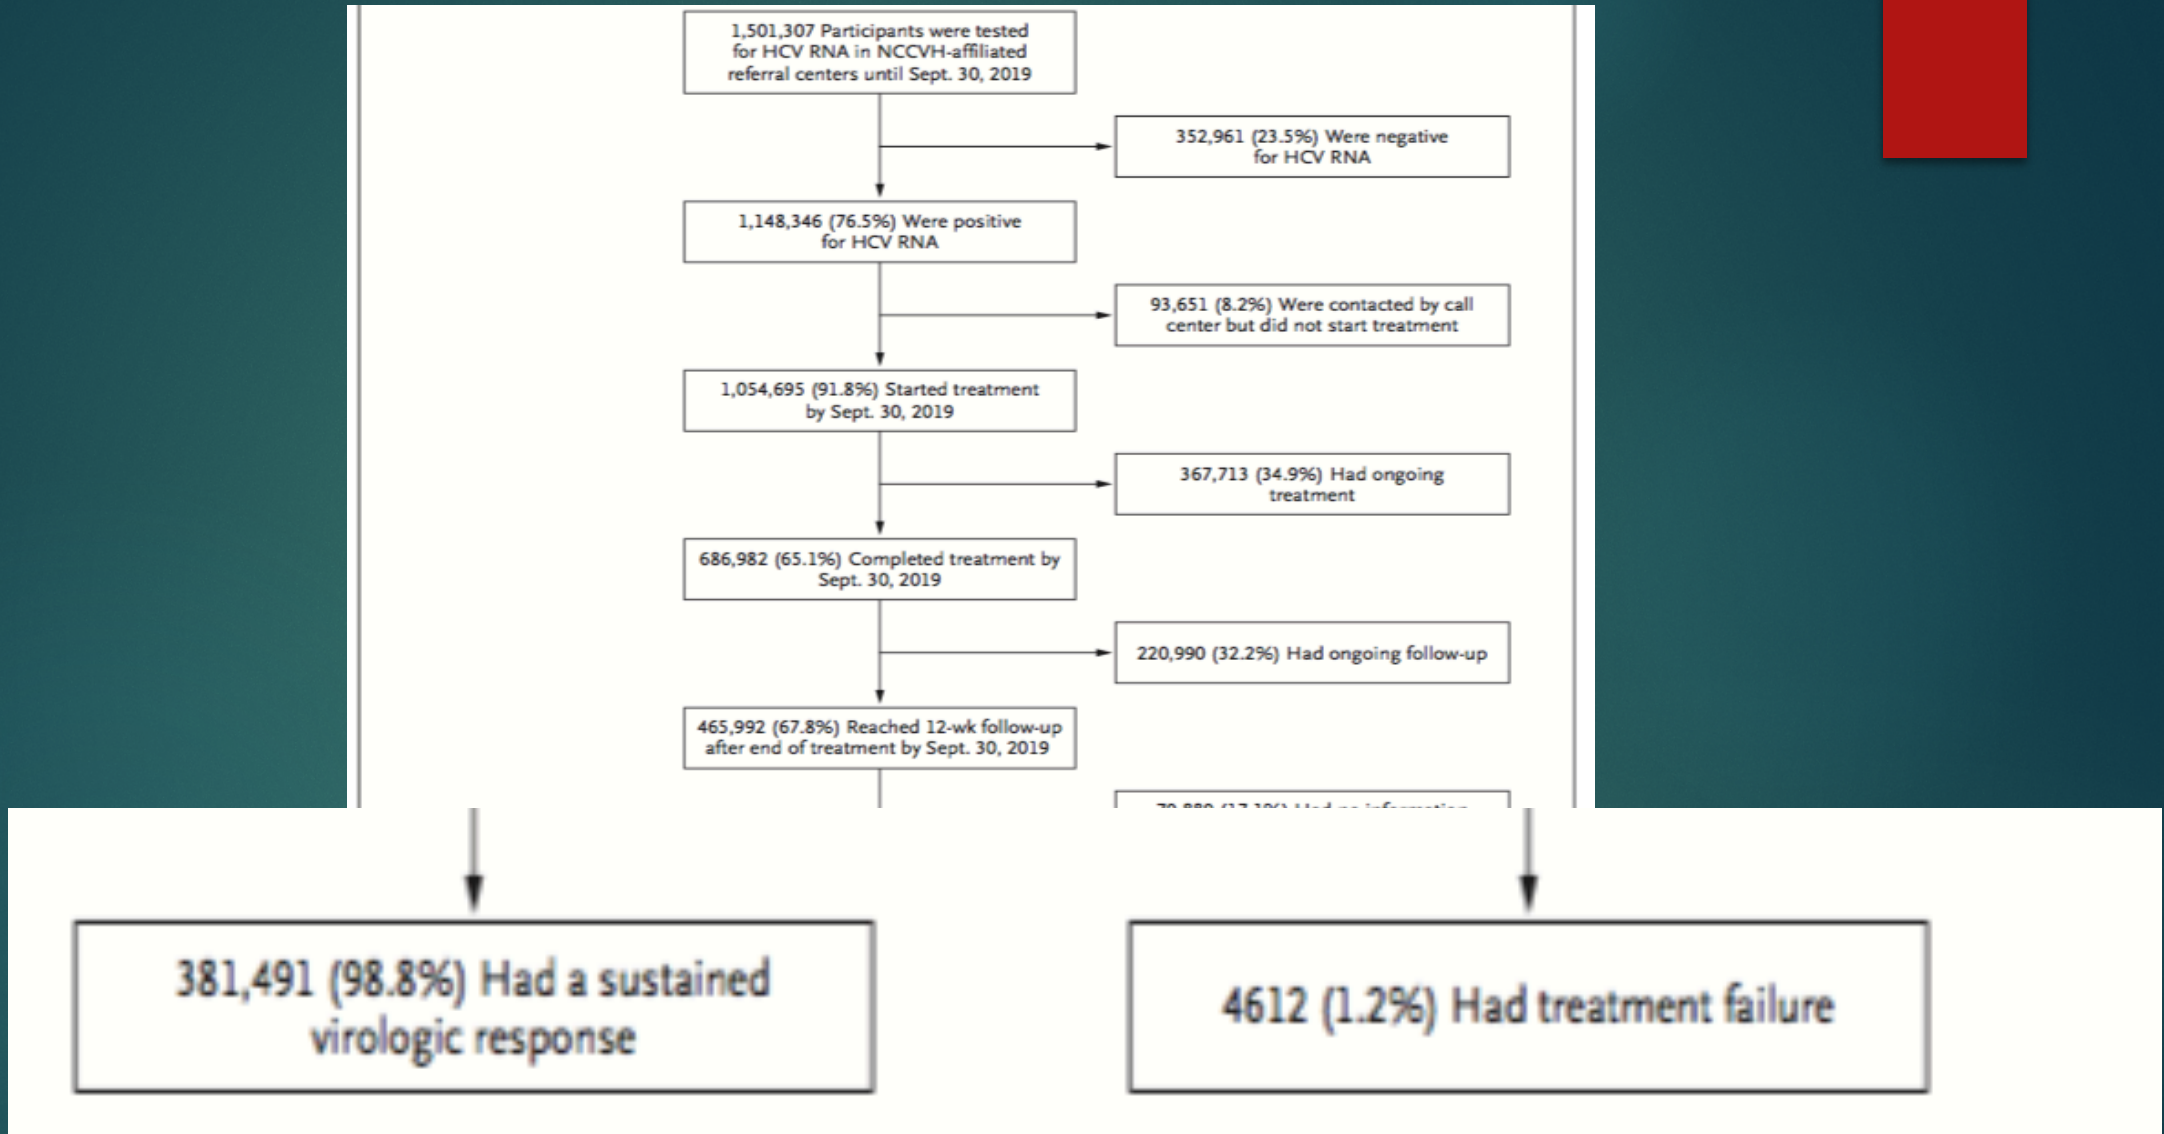 1,501,307 Participants were tested
for HCV RNA in NCCVH-affiliated
referral centers until Sept. 30, 2019
352,961 (23.5%) Were negative
for HCV RNA
1,148,346 (76.5%) Were positive
for HCV RNA
93,651 (8.2%) Were contacted by call
center but did not start treatment
1,054,695 (91.8%) Started treatment
by Sept. 30, 2019
367,713 (34.9%) Had ongoing
treatment
686,982 (65.1%) Completed treatment by
Sept. 30, 2019
220,990 (32.2%) Had ongoing follow-up
465,992 (67.8%) Reached 12-wk follow-up
after end of treatment by Sept. 30, 2019
Had no information
381,491 (98.8%) Had a sustained
virologic response
4612 (1.2%) Had treatment failure